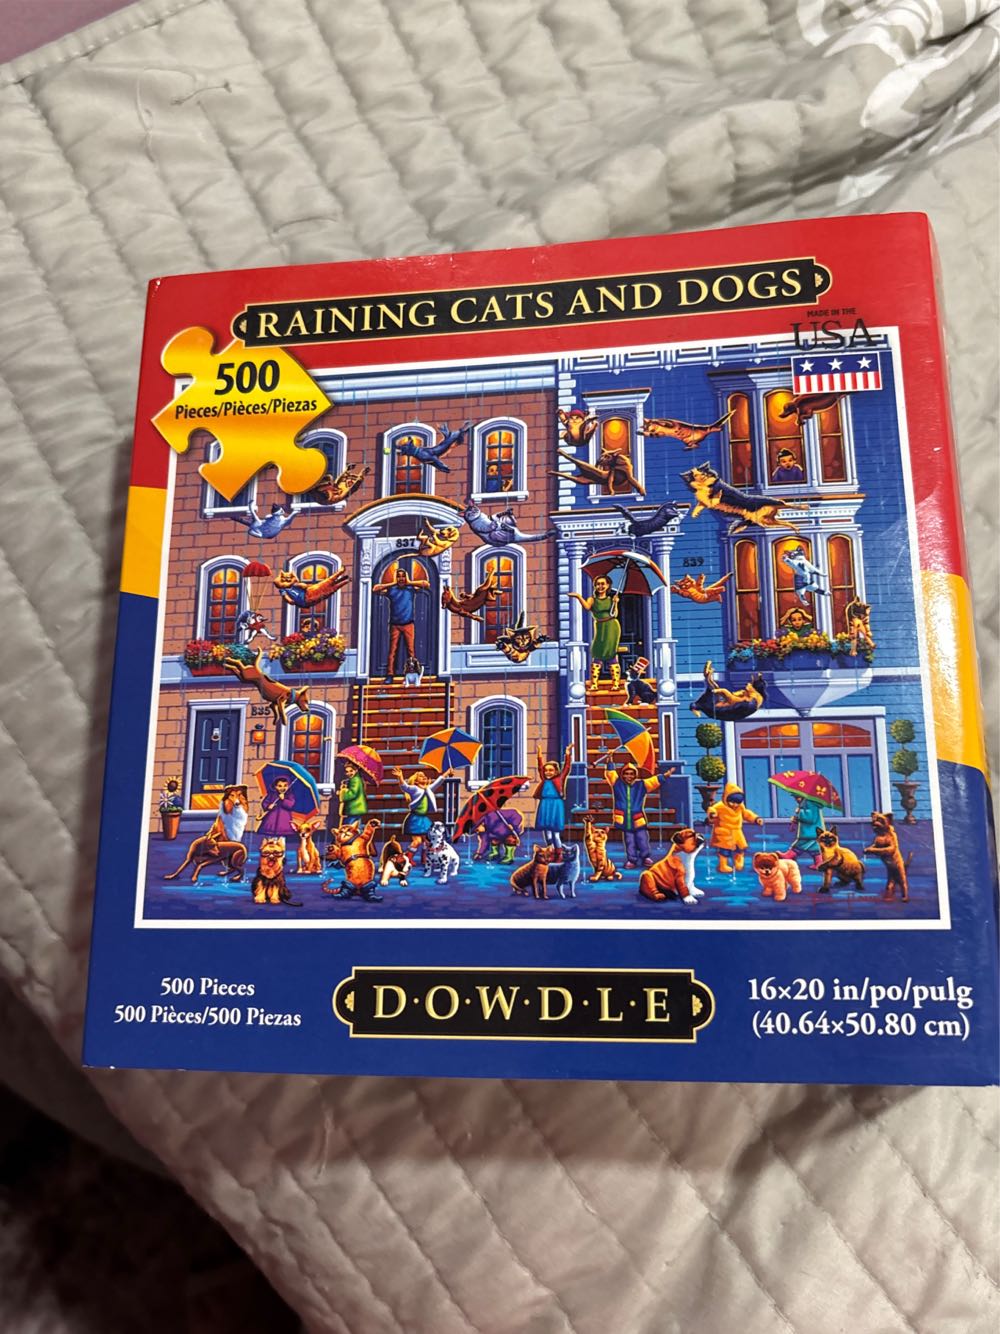 RAINING CATS AND DOGS
MADE IN THE
USA
500
Pieces/Pièces/Piezas
837
839
835
500 Pieces
500 Pièces/500 Piezas
D·O·W·D·L·E
16×20 in/po/pulg
(40.64×50.80 cm)